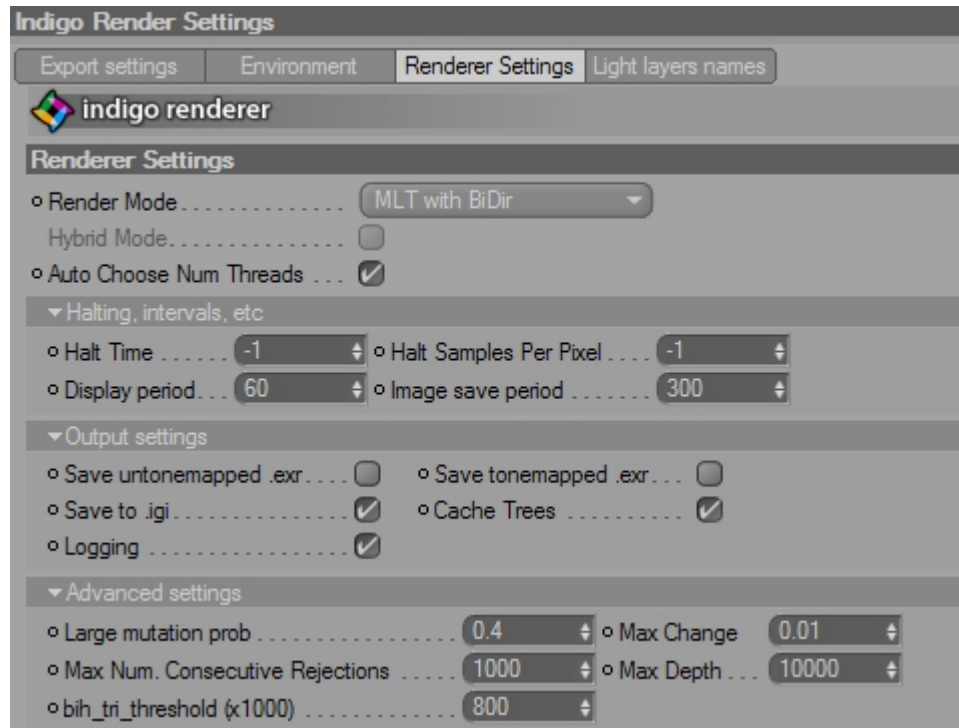 Indigo Render Settings
Export settings Environment Renderer Settings Light layers names
indigo renderer
Renderer Settings
Render Mode . . . . . . . . . . . . . . MLT with BiDir
Hybrid Mode. . . . . . . . . . . . . . .
Auto Choose Num Threads . . .
Halting, intervals, etc
Halt Time . . . . . . -1 Halt Samples Per Pixel . . . . -1
Display period. . . 60 Image save period . . . . . . . 300
Output settings
Save untonemapped .exr. . . . Save tonemapped .exr. . .
Save to .igi. . . . . . . . . . . . . . . Cache Trees . . . . . . . . . .
Logging . . . . . . . . . . . . . . . . .
Advanced settings
Large mutation prob . . . . . . . . . . . . . . . . . 0.4 Max Change 0.01
Max Num. Consecutive Rejections . . . . . 1000 Max Depth . . . 10000
bih_tri_threshold (x1000) . . . . . . . . . . . . . 800